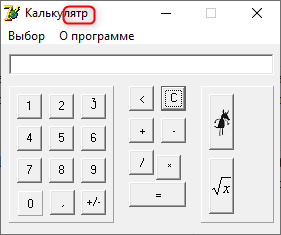 Калькулятр
Выбор О программе
1 2 3 < C
4 5 6 + -
7 8 9 / *
0 , +/- = √x